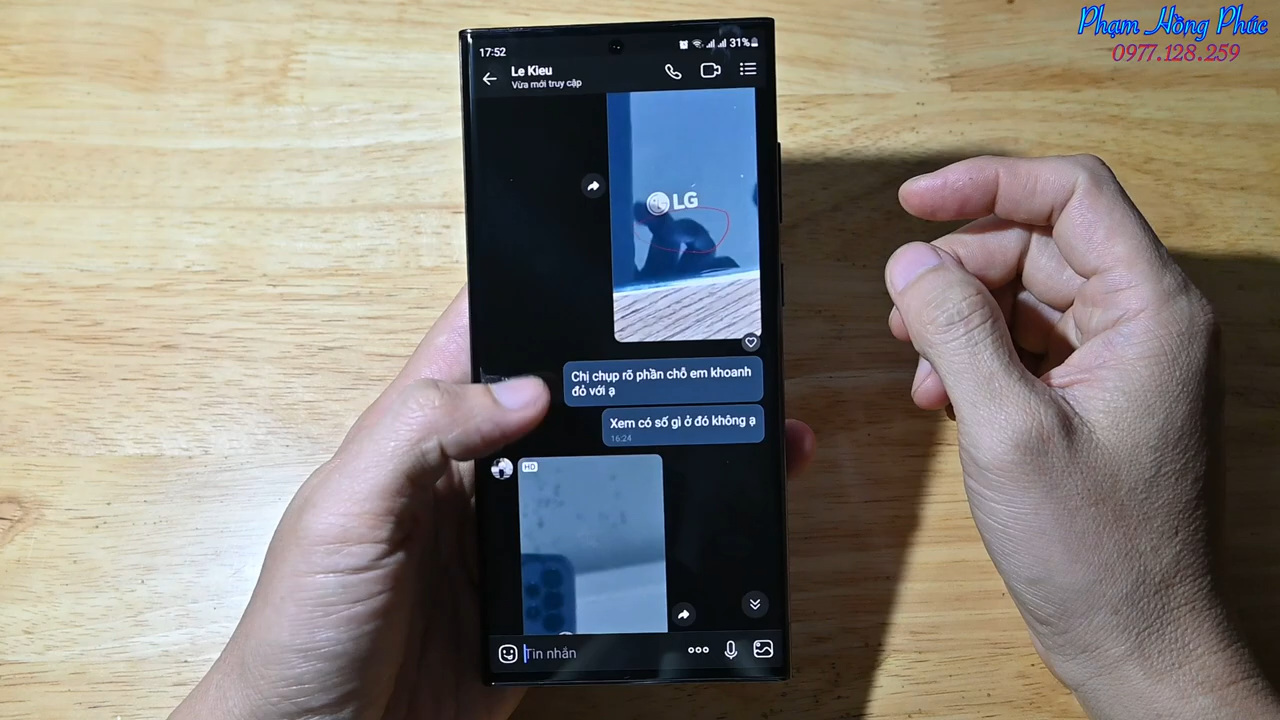 Phạm Hồng Phúc
0977.128.259
17:52
31%
Le Kieu
Vừa mới truy cập
LG
Chị chụp rõ phần chỗ em khoanh
đỏ với ạ
Xem có số gì ở đó không ạ
16:24
HD
Tin nhắn